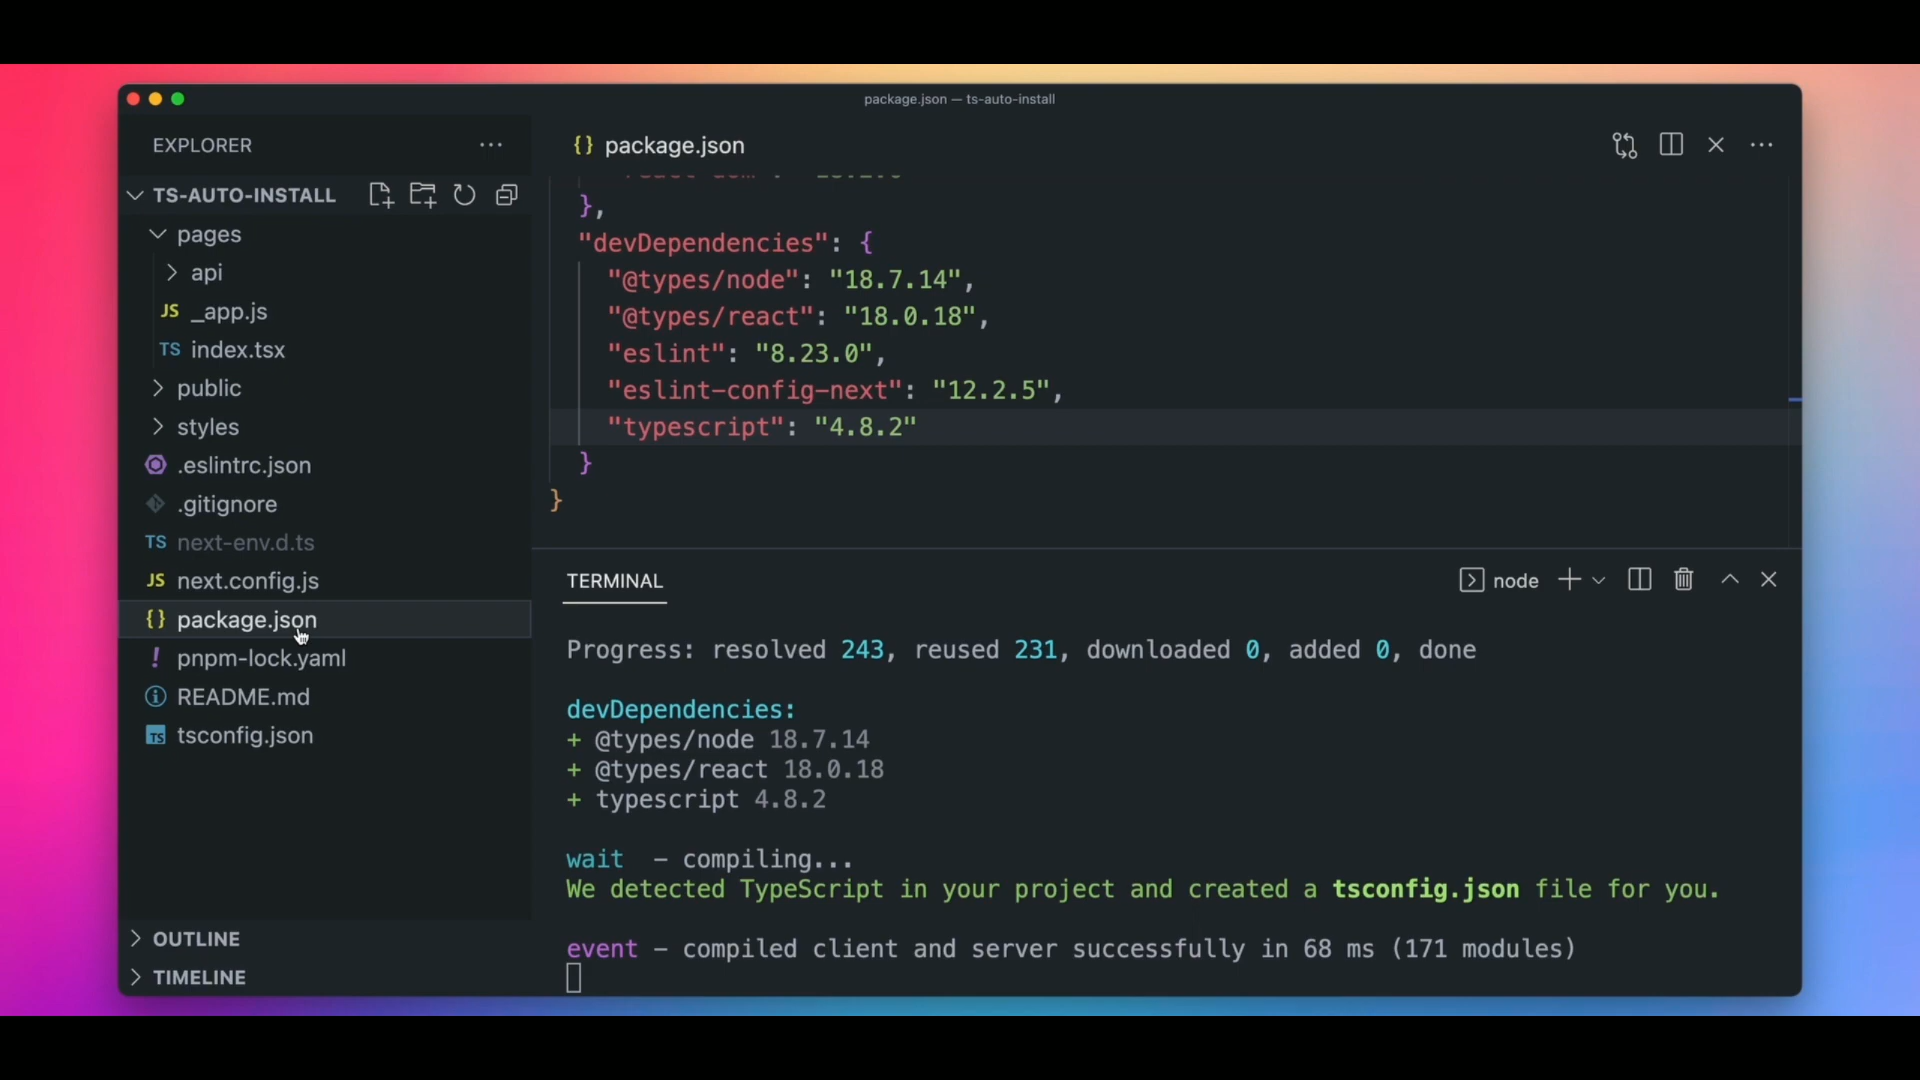 package.json — ts-auto-install
EXPLORER
TS-AUTO-INSTALL
pages
api
JS _app.js
TS index.tsx
public
styles
.eslintrc.json
.gitignore
TS next-env.d.ts
JS next.config.js
{} package.json
! pnpm-lock.yaml
README.md
TS tsconfig.json
OUTLINE
TIMELINE
{} package.json
},
"devDependencies": {
"@types/node": "18.7.14",
"@types/react": "18.0.18",
"eslint": "8.23.0",
"eslint-config-next": "12.2.5",
"typescript": "4.8.2"
}
}
TERMINAL
node
Progress: resolved 243, reused 231, downloaded 0, added 0, done
devDependencies:
+ @types/node 18.7.14
+ @types/react 18.0.18
+ typescript 4.8.2
wait  - compiling...
We detected TypeScript in your project and created a tsconfig.json file for you.
event - compiled client and server successfully in 68 ms (171 modules)